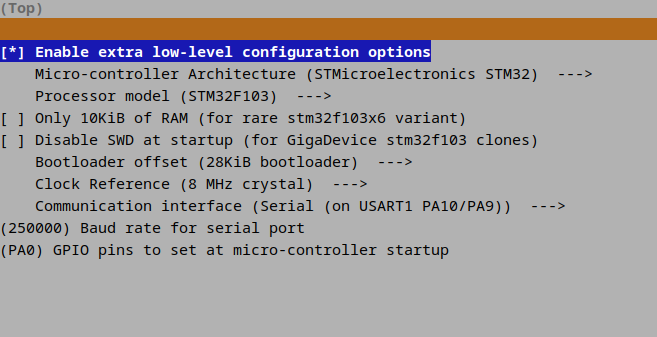 (Top)
[*] Enable extra low-level configuration options
Micro-controller Architecture (STMicroelectronics STM32)  --->
Processor model (STM32F103)  --->
[ ] Only 10KiB of RAM (for rare stm32f103x6 variant)
[ ] Disable SWD at startup (for GigaDevice stm32f103 clones)
Bootloader offset (28KiB bootloader)  --->
Clock Reference (8 MHz crystal)  --->
Communication interface (Serial (on USART1 PA10/PA9))  --->
(250000) Baud rate for serial port
(PA0) GPIO pins to set at micro-controller startup